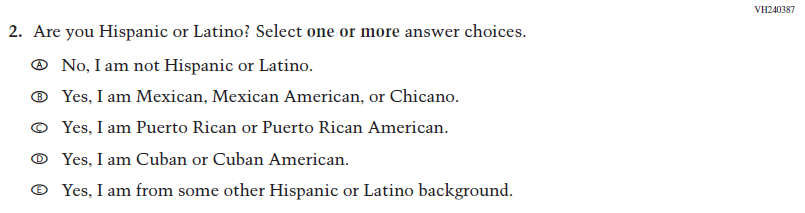 VH240387
2. Are you Hispanic or Latino? Select one or more answer choices.
A No, I am not Hispanic or Latino.
B Yes, I am Mexican, Mexican American, or Chicano.
C Yes, I am Puerto Rican or Puerto Rican American.
D Yes, I am Cuban or Cuban American.
E Yes, I am from some other Hispanic or Latino background.